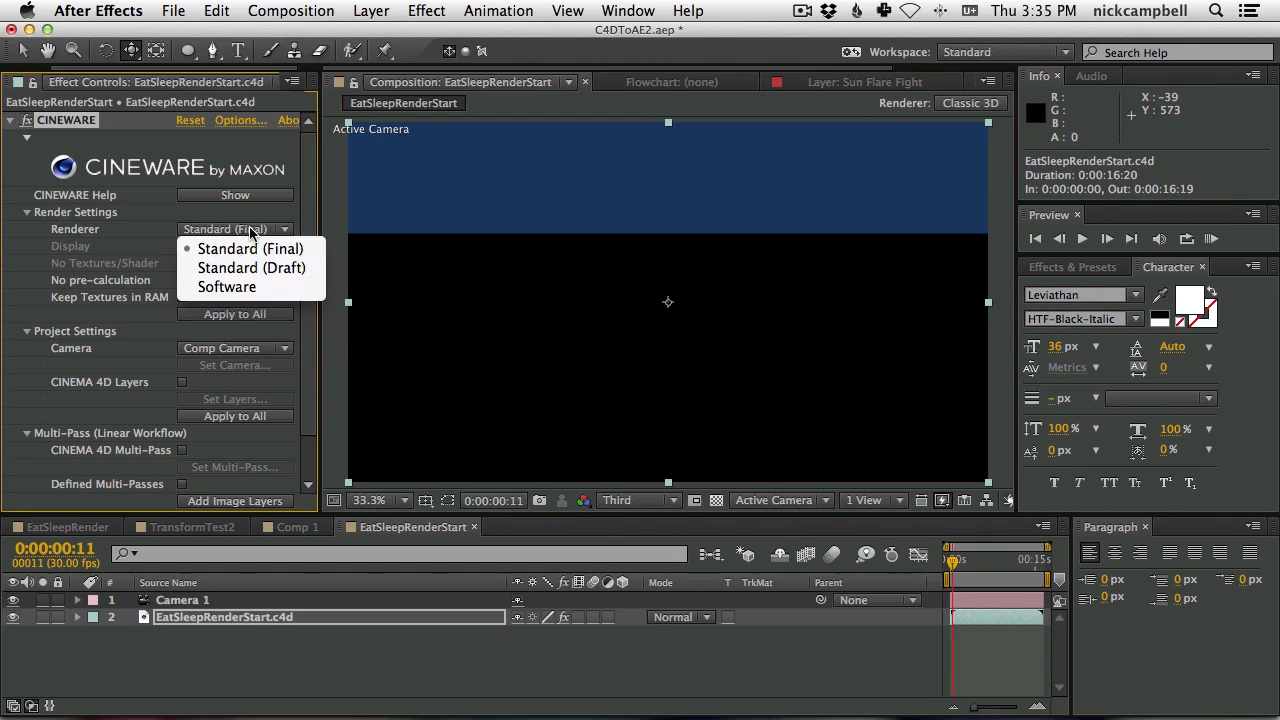 After Effects File Edit Composition Layer Effect Animation View Window Help Thu 3:35 PM nickcampbell
C4DToAE2.aep *
Workspace: Standard Search Help
Effect Controls: EatSleepRenderStart.c4d
Composition: EatSleepRenderStart Flowchart: (none) Layer: Sun Flare Fight
Info Audio
EatSleepRenderStart • EatSleepRenderStart.c4d
EatSleepRenderStart Renderer: Classic 3D
R:
G:
B:
A: 0
X: -39
Y: 573
fx CINEWARE Reset Options... Abo
Active Camera
CINEWARE BY MAXON
EatSleepRenderStart.c4d
Duration: 0:00:16:20
In: 0:00:00:00, Out: 0:00:16:19
CINEWARE Help Show
Render Settings
Renderer Standard (Final)
Display
No Textures/Shader
No pre-calculation
Keep Textures in RAM
Standard (Final)
Standard (Draft)
Software
Apply to All
Project Settings
Camera Comp Camera
Set Camera...
CINEMA 4D Layers
Set Layers...
Apply to All
Multi-Pass (Linear Workflow)
CINEMA 4D Multi-Pass
Set Multi-Pass...
Defined Multi-Passes
Add Image Layers
Preview
Effects & Presets Character
Leviathan
HTF-Black-Italic
36 px Auto
Metrics 0
- px
100 % 100 %
0 px 0 %
T T TT Tr T¹ T₁
33.3% 0:00:00:11 Third Active Camera 1 View
EatSleepRender TransformTest2 Comp 1 EatSleepRenderStart
Paragraph
0:00:00:11
00011 (30.00 fps)
00:15s
# Source Name Mode T TrkMat Parent
1 Camera 1 None
2 EatSleepRenderStart.c4d Normal
0 px 0 px 0 px
0 px 0 px